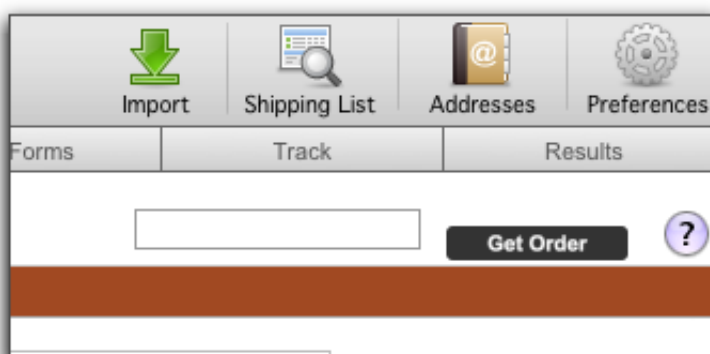 Import Shipping List Addresses Preferences
Forms Track Results
Get Order ?